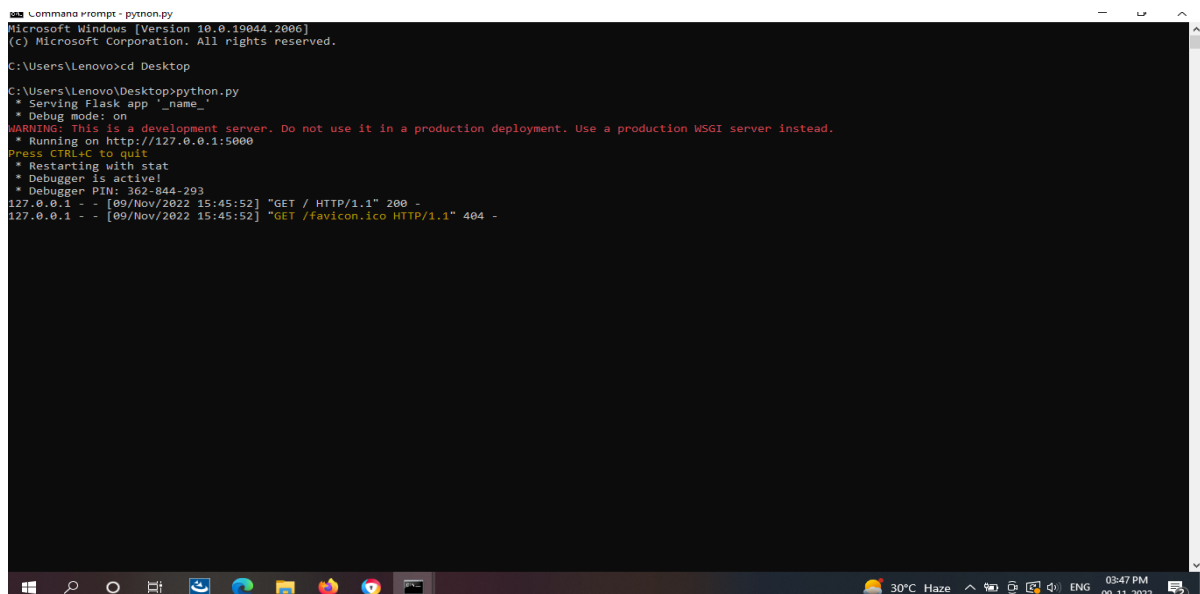 Command Prompt - python.py
Microsoft Windows [Version 10.0.19044.2006]
(c) Microsoft Corporation. All rights reserved.
C:\Users\Lenovo>cd Desktop
C:\Users\Lenovo\Desktop>python.py
* Serving Flask app '_name_'
* Debug mode: on
WARNING: This is a development server. Do not use it in a production deployment. Use a production WSGI server instead.
* Running on http://127.0.0.1:5000
Press CTRL+C to quit
* Restarting with stat
* Debugger is active!
* Debugger PIN: 362-844-293
127.0.0.1 - - [09/Nov/2022 15:45:52] "GET / HTTP/1.1" 200 -
127.0.0.1 - - [09/Nov/2022 15:45:52] "GET /favicon.ico HTTP/1.1" 404 -
30°C Haze
ENG
03:47 PM
09-11-2022